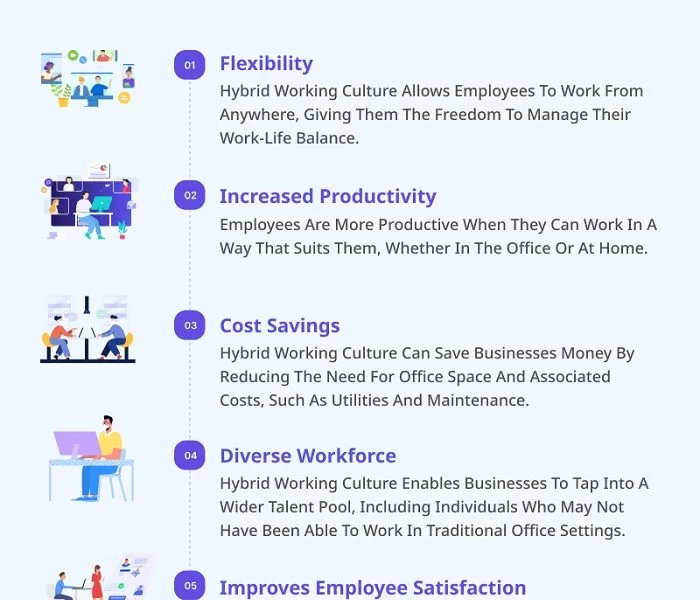 01
Flexibility
Hybrid Working Culture Allows Employees To Work From
Anywhere, Giving Them The Freedom To Manage Their
Work-Life Balance.
02
Increased Productivity
Employees Are More Productive When They Can Work In A
Way That Suits Them, Whether In The Office Or At Home.
03
Cost Savings
Hybrid Working Culture Can Save Businesses Money By
Reducing The Need For Office Space And Associated
Costs, Such As Utilities And Maintenance.
04
Diverse Workforce
Hybrid Working Culture Enables Businesses To Tap Into A
Wider Talent Pool, Including Individuals Who May Not
Have Been Able To Work In Traditional Office Settings.
05
Improves Employee Satisfaction